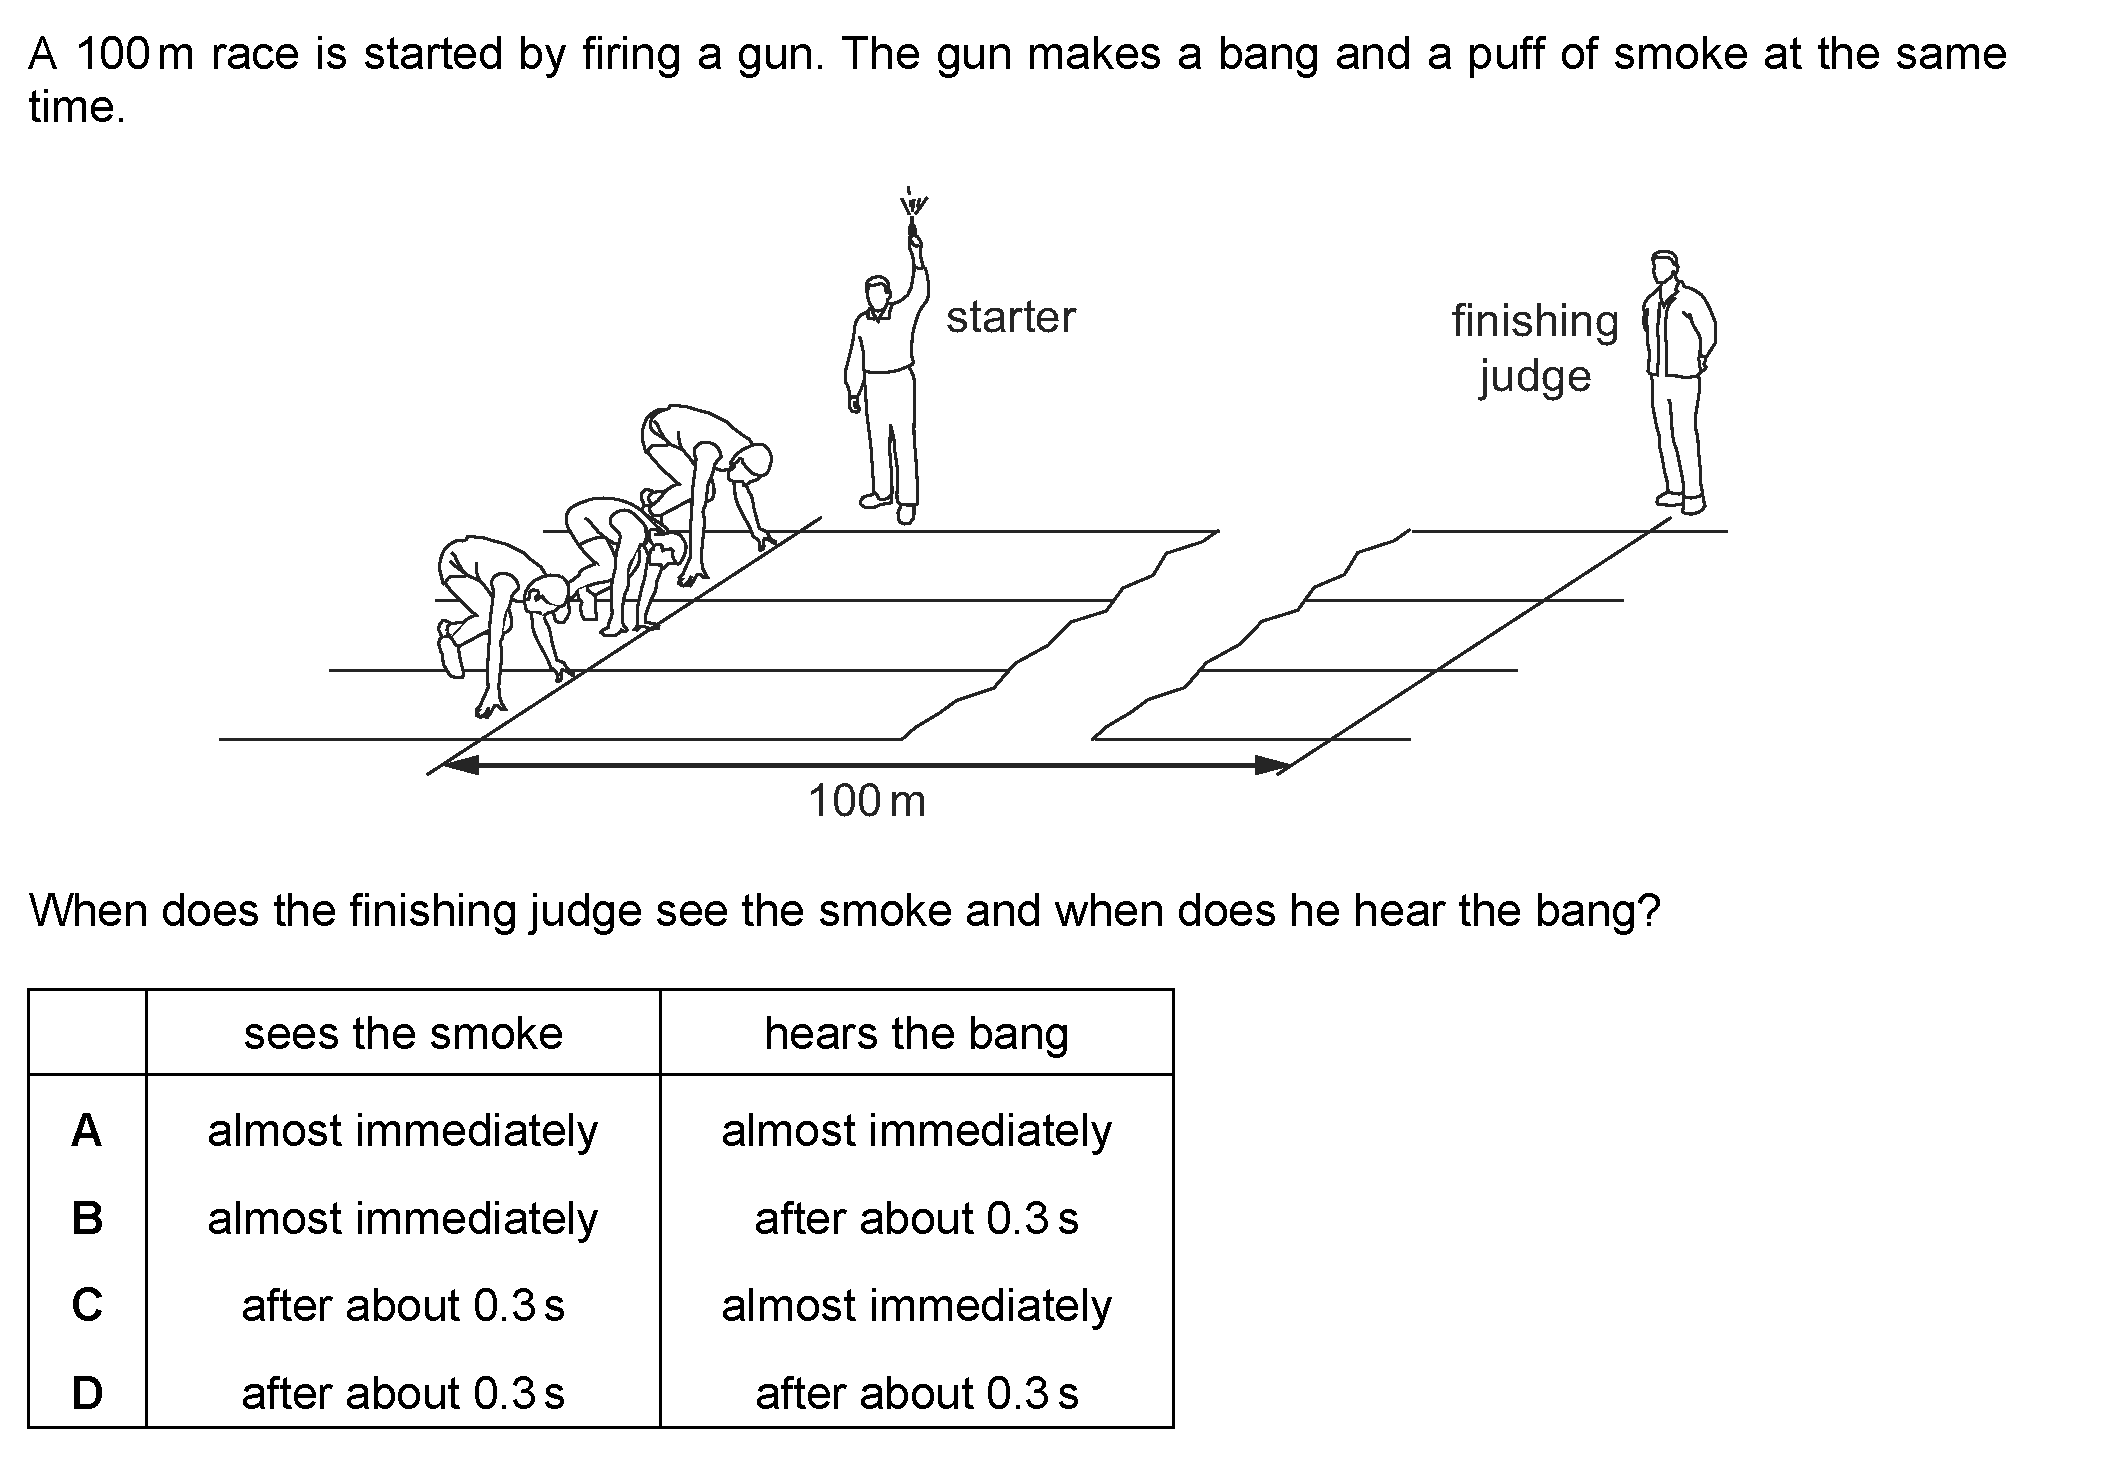 A 100 m race is started by firing a gun. The gun makes a bang and a puff of smoke at the same
time.
starter
finishing
judge
100 m
When does the finishing judge see the smoke and when does he hear the bang?
sees the smoke hears the bang
A almost immediately almost immediately
B almost immediately after about 0.3 s
C after about 0.3 s almost immediately
D after about 0.3 s after about 0.3 s